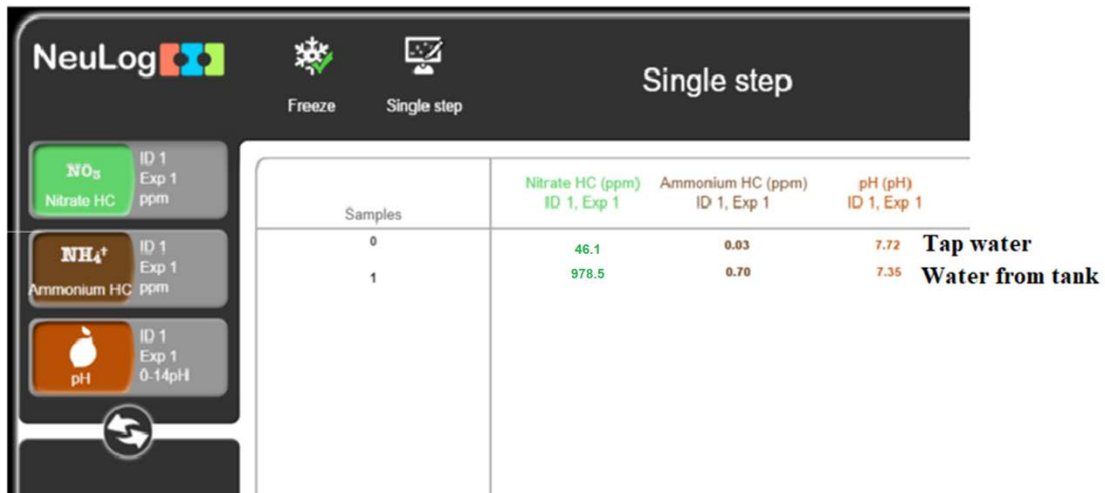 NeuLog
Freeze
Single step
Single step
NO₃
Nitrate HC
ID 1
Exp 1
ppm
NH₄⁺
Ammonium HC
ID 1
Exp 1
ppm
pH
ID 1
Exp 1
0-14pH
Samples
Nitrate HC (ppm)
ID 1, Exp 1
Ammonium HC (ppm)
ID 1, Exp 1
pH (pH)
ID 1, Exp 1
0 46.1 0.03 7.72 Tap water
1 978.5 0.70 7.35 Water from tank